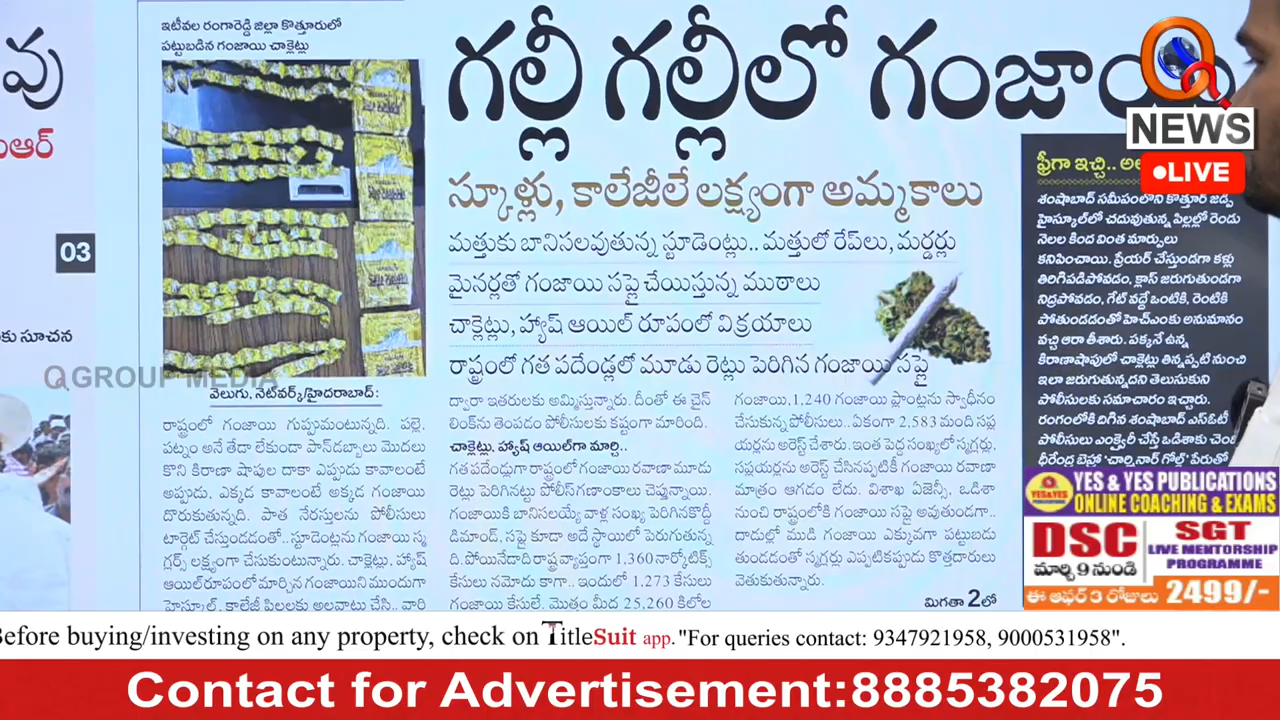 వు
ఎఆర్
03
కు సూచన
ఇటీవల రంగారెడ్డి జిల్లా కొత్తూరులో
పట్టుబడిన గంజాయి చాక్లెట్లు
గల్లీ గల్లీలో గంజాయి
స్కూళ్లు, కాలేజీలే లక్ష్యంగా అమ్మకాలు
మత్తుకు బానిసలవుతున్న స్టూడెంట్లు.. మత్తులో రేప్‌లు, మర్డర్లు
మైనర్లతో గంజాయి సప్లై చేయిస్తున్న ముఠాలు
చాక్లెట్లు, హ్యాష్ ఆయిల్ రూపంలో విక్రయాలు
రాష్ట్రంలో గత పదేండ్లలో మూడు రెట్లు పెరిగిన గంజాయి సప్లై
GROUP MEDIA
వెలుగు, నెట్‌వర్క్/హైదరాబాద్:
రాష్ట్రంలో గంజాయి గుప్పుమంటున్నది. పల్లె,
పట్నం అనే తేడా లేకుండా పాన్‌డబ్బాలు మొదలు
కొని కిరాణా షాపుల దాకా ఎప్పుడు కావాలంటే
అప్పుడు, ఎక్కడ కావాలంటే అక్కడ గంజాయి
దొరుకుతున్నది. పాత నేరస్తులను పోలీసులు
టార్గెట్ చేస్తుండడంతో..స్టూడెంట్లను గంజాయి స్మ
గ్లర్స్ లక్ష్యంగా చేసుకుంటున్నారు. చాక్లెట్లు, హ్యాష్
ఆయిల్ రూపంలో మార్చిన గంజాయిని ముందుగా
హైస్కూల్, కాలేజీ పిల్లలకు అలవాటు చేసి.. వారి
ద్వారా ఇతరులకు అమ్మిస్తున్నారు. దీంతో ఈ చైన్
లింక్‌ను తెంపడం పోలీసులకు కష్టంగా మారింది.
చాక్లెట్లు, హ్యాష్ ఆయిల్‌గా మార్చి..
గత పదేండ్లుగా రాష్ట్రంలో గంజాయి రవాణా మూడు
రెట్లు పెరిగినట్టు పోలీస్ గణాంకాలు చెప్తున్నాయి.
గంజాయికి బానిసలయ్యే వాళ్ల సంఖ్య పెరిగినకొద్దీ
డిమాండ్, సప్లై కూడా అదే స్థాయిలో పెరుగుతున్న
ది. పోయినేడాది రాష్ట్రవ్యాప్తంగా 1,360 నార్కోటిక్స్
కేసులు నమోదు కాగా.. ఇందులో 1,273 కేసులు
గంజాయి కేసులే. మొత్తం మీద 25,260 కిలోల
గంజాయి,1,240 గంజాయి ప్లాంట్లను స్వాధీనం
చేసుకున్న పోలీసులు..ఏకంగా 2,583 మంది సప్ల
యర్లను అరెస్ట్ చేశారు. ఇంత పెద్ద సంఖ్యలో స్మగ్లర్లు,
సప్లయర్లను అరెస్ట్ చేసినప్పటికీ గంజాయి రవాణా
మాత్రం ఆగడం లేదు. విశాఖ ఏజెన్సీ, ఒడిశా
నుంచి రాష్ట్రంలోకి గంజాయి సప్లై అవుతుండగా..
దాడుల్లో ముడి గంజాయి ఎక్కువగా పట్టుబడు
తుండడంతో స్మగ్లర్లు ఎప్పటికప్పుడు కొత్తదారులు
వెతుకుతున్నారు.
మిగతా 2లో
Q
NEWS
LIVE
ఫ్రీగా ఇచ్చి..
శంషాబాద్ సమీపంలోని కొత్తూర్ జడ్పీ
హైస్కూల్‌లో చదువుతున్న పిల్లల్లో రెండు
నెలల కింద వింత మార్పులు
కనిపించాయి. ప్రేయర్ చేస్తుండగా కళ్లు
తిరిగిపడిపోవడం, క్లాస్ జరుగుతుండగా
నిద్రపోవడం, గేట్ వద్దే ఒంటికి, రెంటికి
పోతుండడంతో హెచ్ఎంకు అనుమానం
వచ్చి ఆరా తీశారు. పక్కనే ఉన్న
కిరాణాషాపులో చాక్లెట్లు తిన్నప్పటి నుంచి
ఇలా జరుగుతున్నదని తెలుసుకుని
పోలీసులకు సమాచారం ఇచ్చారు.
రంగంలోకి దిగిన శంషాబాద్ ఎస్ఓటీ
పోలీసులు ఎంక్వైరీ చేస్తే ఒడిశాకు
ధీరేంద్ర బెహ్రా 'చార్మినార్ గోల్డ్' పేరుతో
YES & YES PUBLICATIONS
ONLINE COACHING & EXAMS
YES&YES
DSC
మార్చి 9 నుండి
SGT
LIVE MENTORSHIP
PROGRAMME
ఈ ఆఫర్ 3 రోజులు 2499/-
Before buying/investing on any property, check on TitleSuit app. "For queries contact: 9347921958, 9000531958".
Contact for Advertisement:8885382075